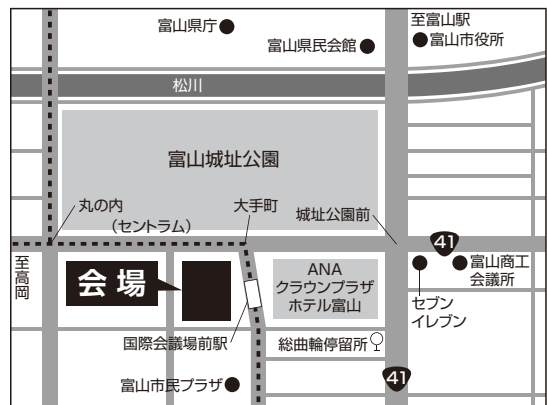 富山県庁
富山県民会館
至富山駅
富山市役所
松川
富山城址公園
丸の内
(セントラム)
大手町
城址公園前
41
至高岡
会場
ANA
クラウンプラザ
ホテル富山
富山商工
会議所
セブン
イレブン
国際会議場前駅
総曲輪停留所
富山市民プラザ
41